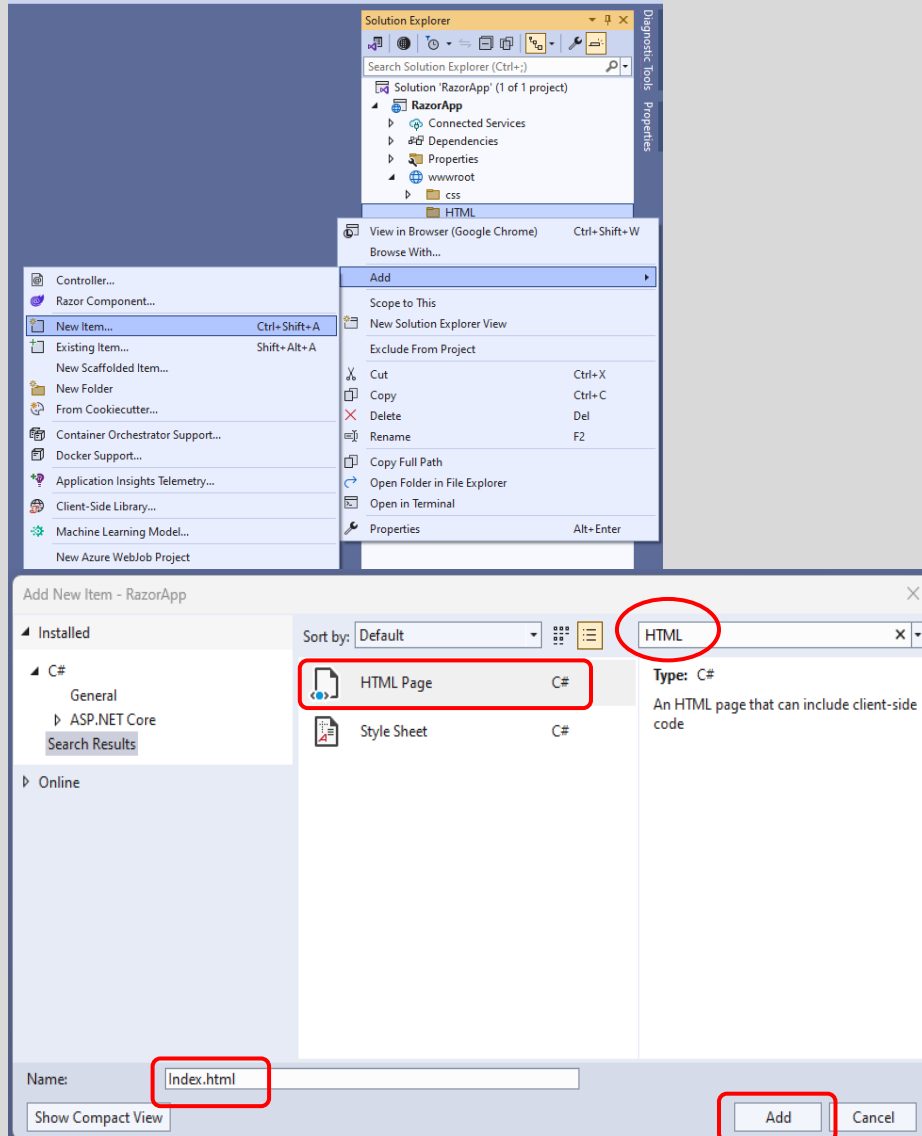 Solution Explorer
Search Solution Explorer (Ctrl+;)
Solution 'RazorApp' (1 of 1 project)
RazorApp
Connected Services
Dependencies
Properties
wwwroot
css
HTML
Diagnostic Tools
Properties
View in Browser (Google Chrome) Ctrl+Shift+W
Browse With...
Add
Scope to This
New Solution Explorer View
Exclude From Project
Cut Ctrl+X
Copy Ctrl+C
Delete Del
Rename F2
Copy Full Path
Open Folder in File Explorer
Open in Terminal
Properties Alt+Enter
Controller...
Razor Component...
New Item... Ctrl+Shift+A
Existing Item... Shift+Alt+A
New Scaffolded Item...
New Folder
From Cookiecutter...
Container Orchestrator Support...
Docker Support...
Application Insights Telemetry...
Client-Side Library...
Machine Learning Model...
New Azure WebJob Project
Add New Item - RazorApp
Installed
C#
General
ASP.NET Core
Search Results
Online
Sort by: Default
HTML Page C#
Style Sheet C#
HTML
Type: C#
An HTML page that can include client-side
code
Name: Index.html
Show Compact View
Add
Cancel